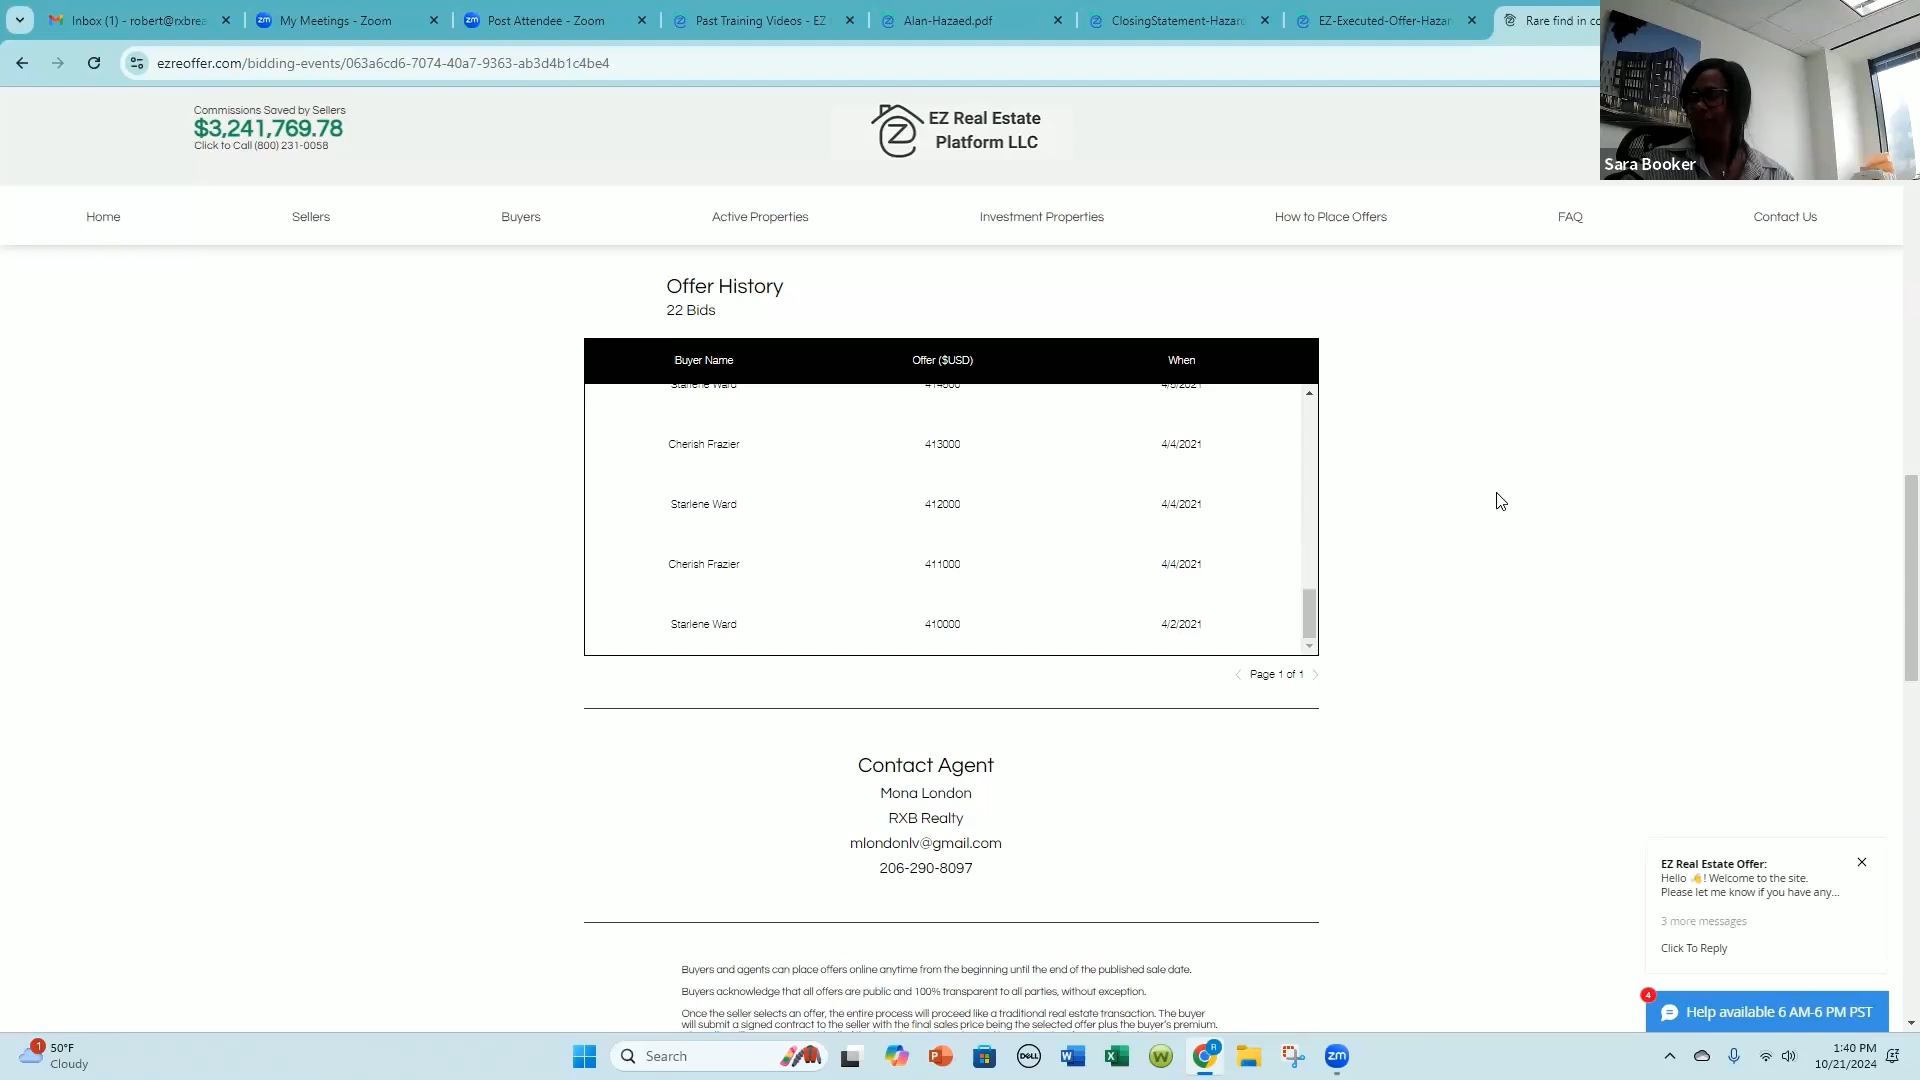 Inbox (1) - robert@rxbrea
My Meetings - Zoom
Post Attendee - Zoom
Past Training Videos - EZ
Alan-Hazaed.pdf
ClosingStatement-Hazard
EZ-Executed-Offer-Hazar
Rare find in co
ezreoffer.com/bidding-events/063a6cd6-7074-40a7-9363-ab3d4b1c4be4
Sara Booker
Commissions Saved by Sellers
$3,241,769.78
Click to Call (800) 231-0058
EZ Real Estate
Platform LLC
Home Sellers Buyers Active Properties Investment Properties How to Place Offers FAQ Contact Us
Offer History
22 Bids
Buyer Name Offer ($USD) When
Starlene Ward 414000 4/5/2021
Cherish Frazier 413000 4/4/2021
Starlene Ward 412000 4/4/2021
Cherish Frazier 411000 4/4/2021
Starlene Ward 410000 4/2/2021
Page 1 of 1
Contact Agent
Mona London
RXB Realty
mlondonlv@gmail.com
206-290-8097
Buyers and agents can place offers online anytime from the beginning until the end of the published sale date.
Buyers acknowledge that all offers are public and 100% transparent to all parties, without exception.
Once the seller selects an offer, the entire process will proceed like a traditional real estate transaction. The buyer
will submit a signed contract to the seller with the final sales price being the selected offer plus the buyer's premium.
EZ Real Estate Offer:
Hello 👋! Welcome to the site.
Please let me know if you have any...
3 more messages
Click To Reply
4
Help available 6 AM-6 PM PST
1
50°F
Cloudy
Search
1:40 PM
10/21/2024